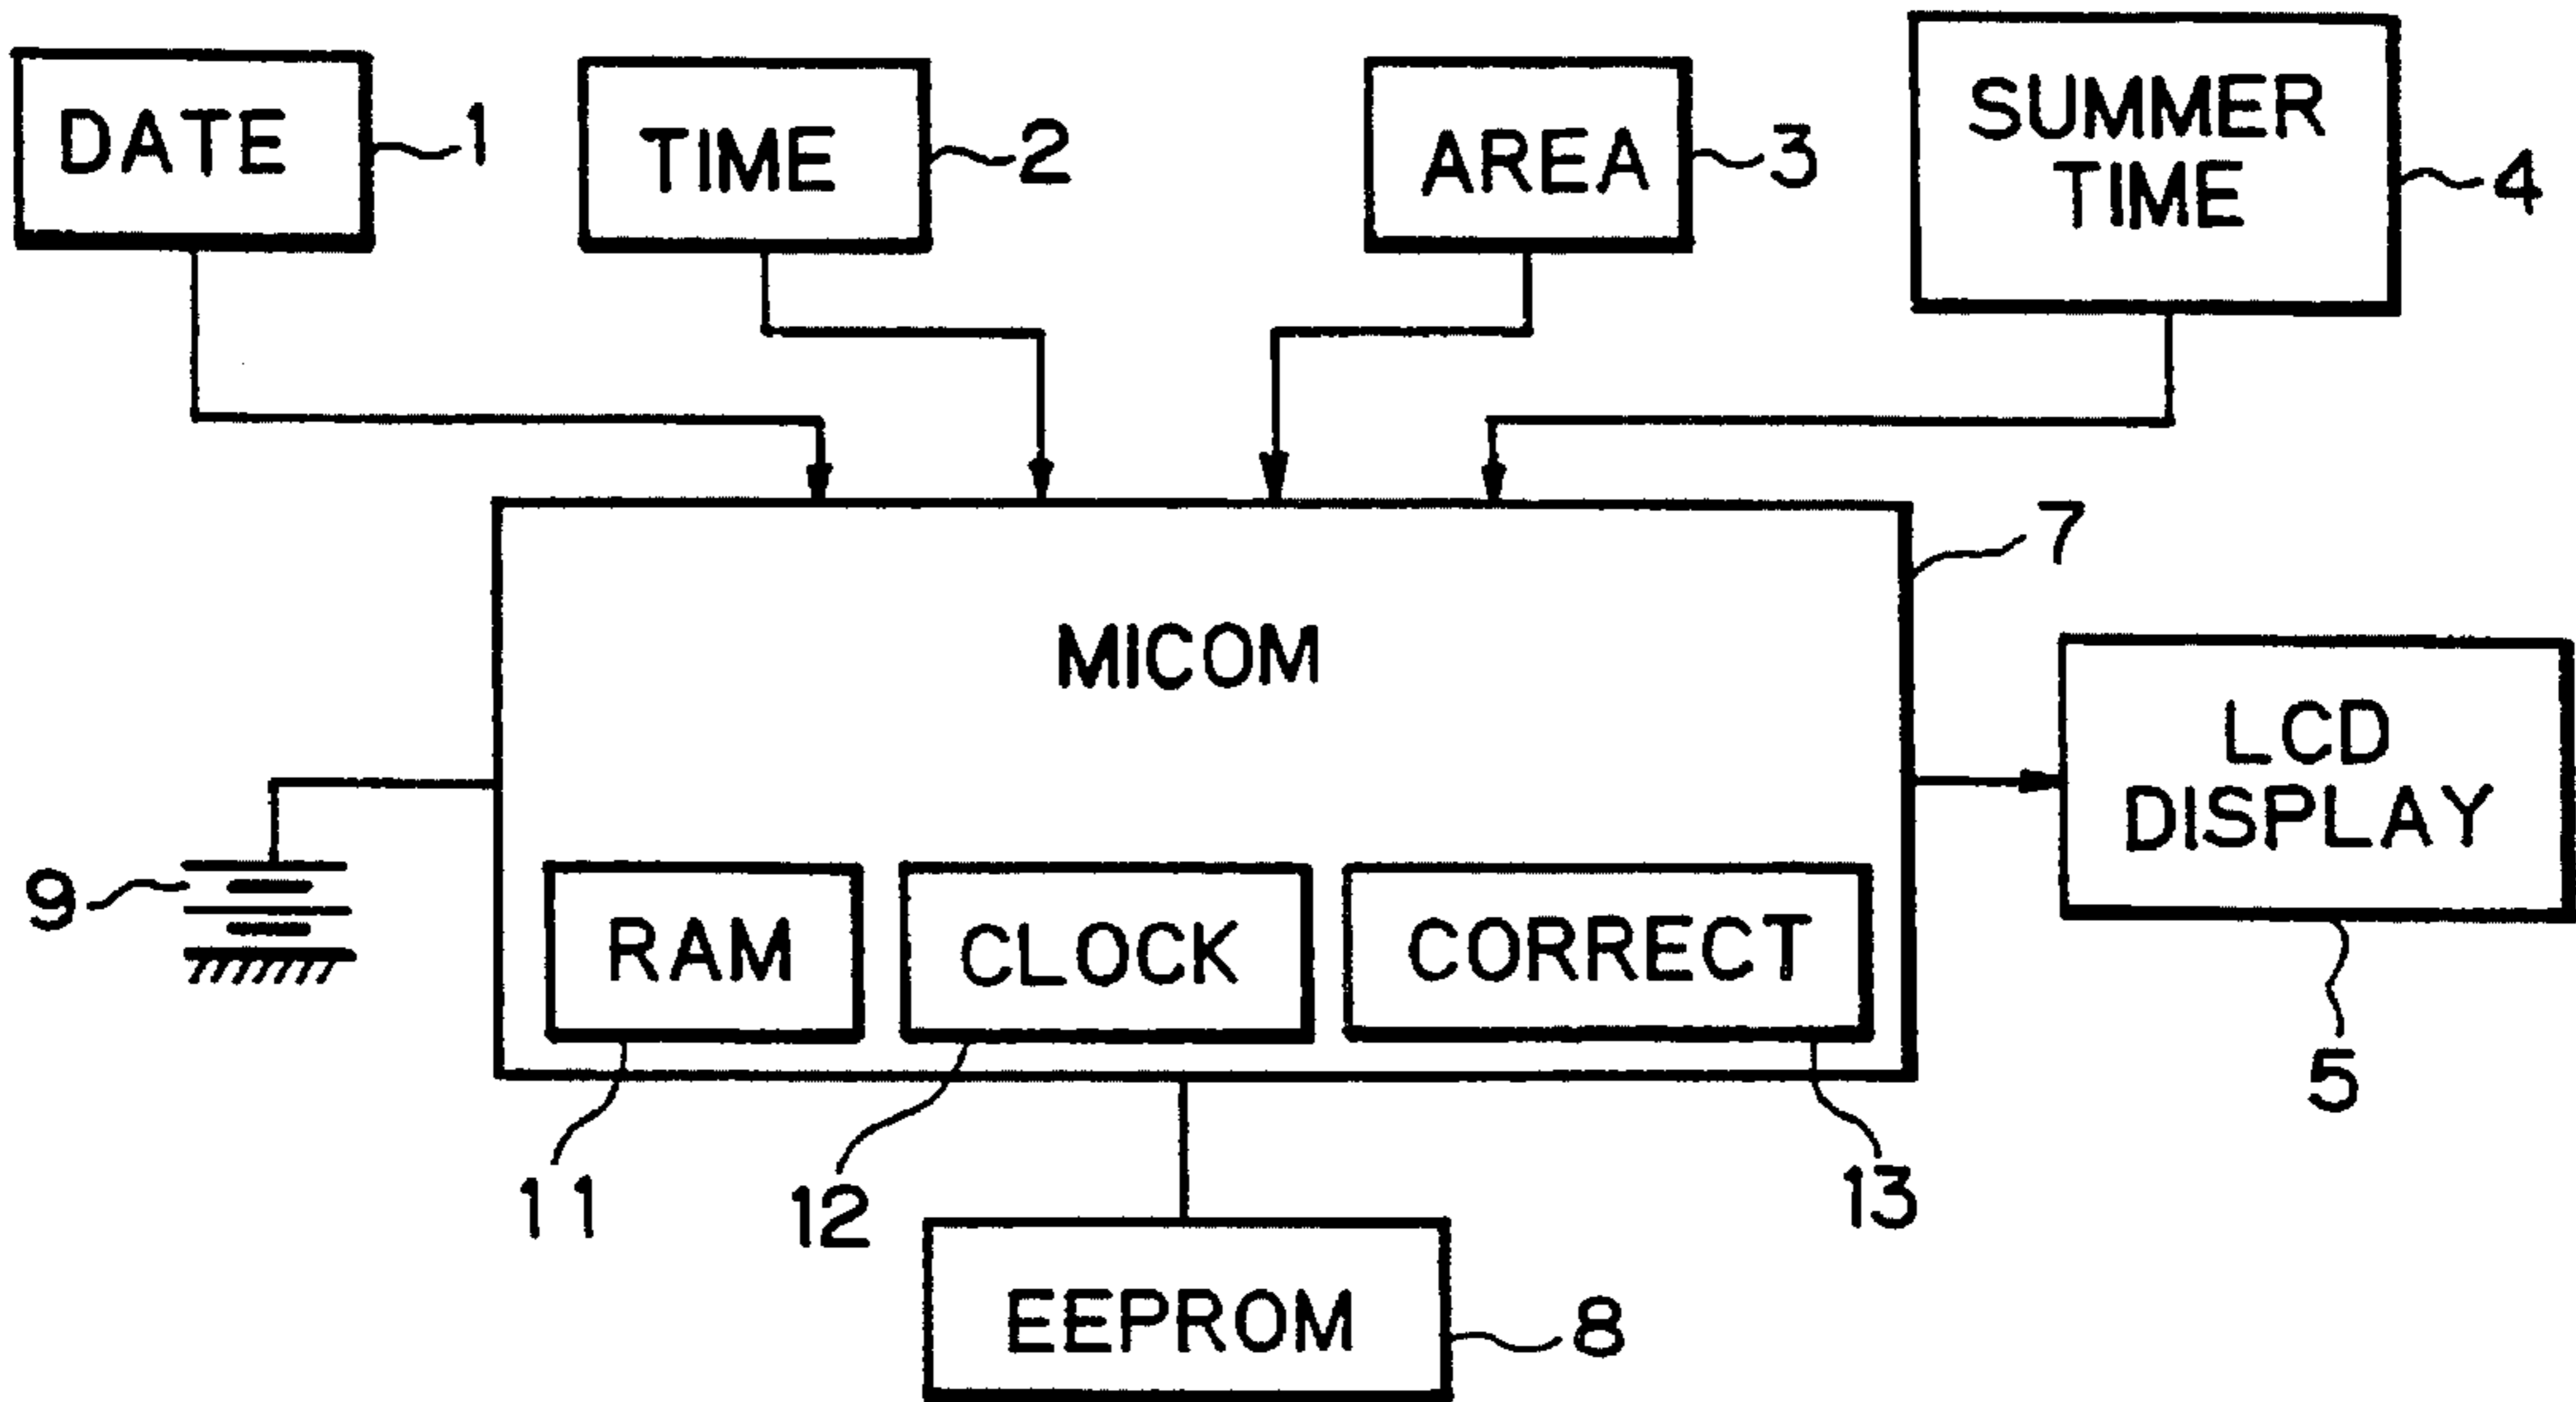 DATE 1
TIME 2
AREA 3
SUMMER
TIME
4
7
MICOM
LCD
DISPLAY
5
9
RAM
CLOCK
CORRECT
11
12
13
EEPROM
8